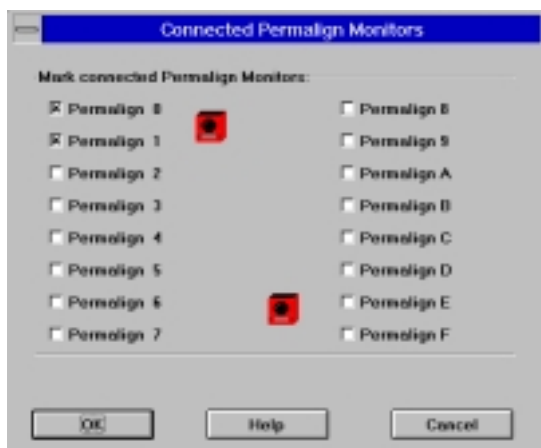 Connected Permalign Monitors
Mark connected Permalign Monitors:
Permalign 0
Permalign 1
Permalign 2
Permalign 3
Permalign 4
Permalign 5
Permalign 6
Permalign 7
Permalign 8
Permalign 9
Permalign A
Permalign B
Permalign C
Permalign D
Permalign E
Permalign F
OK
Help
Cancel